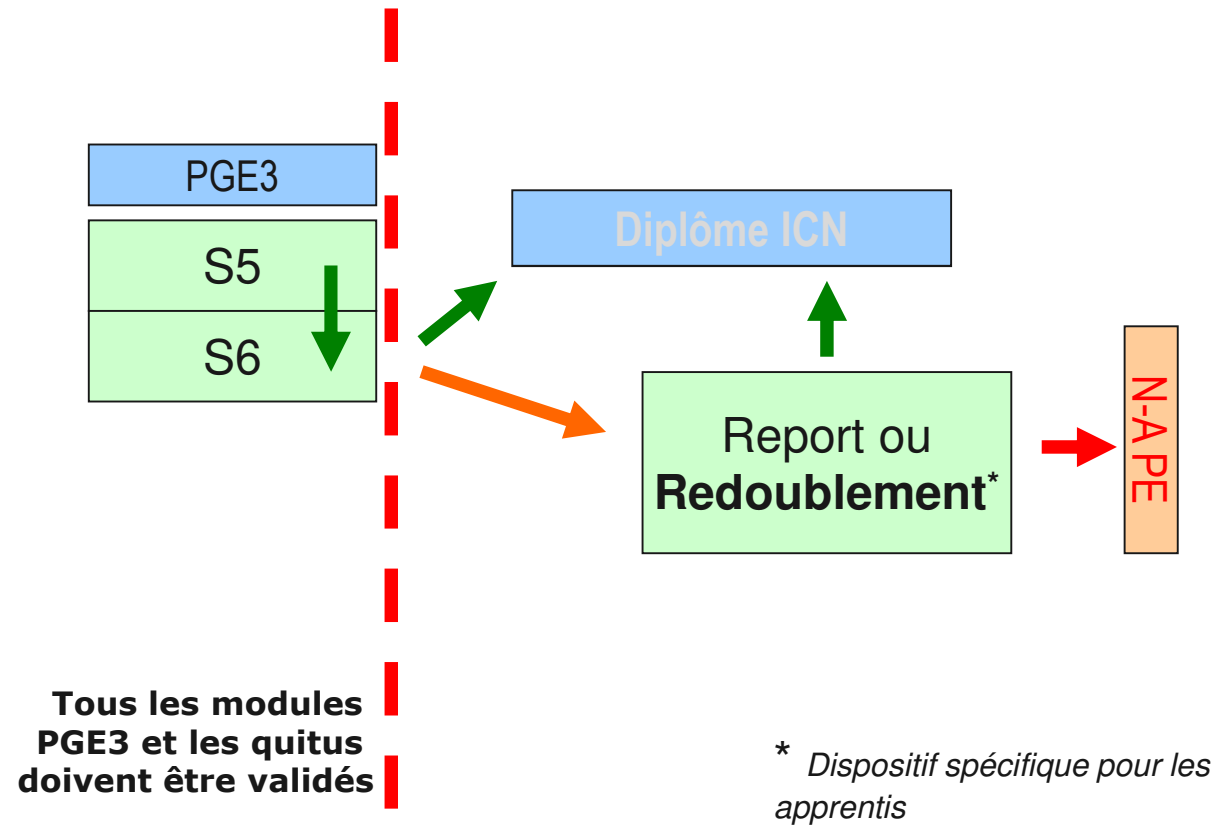 PGE3
S5
S6
Diplôme ICN
Report ou
Redoublement*
N-A PE
Tous les modules
PGE3 et les quitus
doivent être validés
* Dispositif spécifique pour les
apprentis